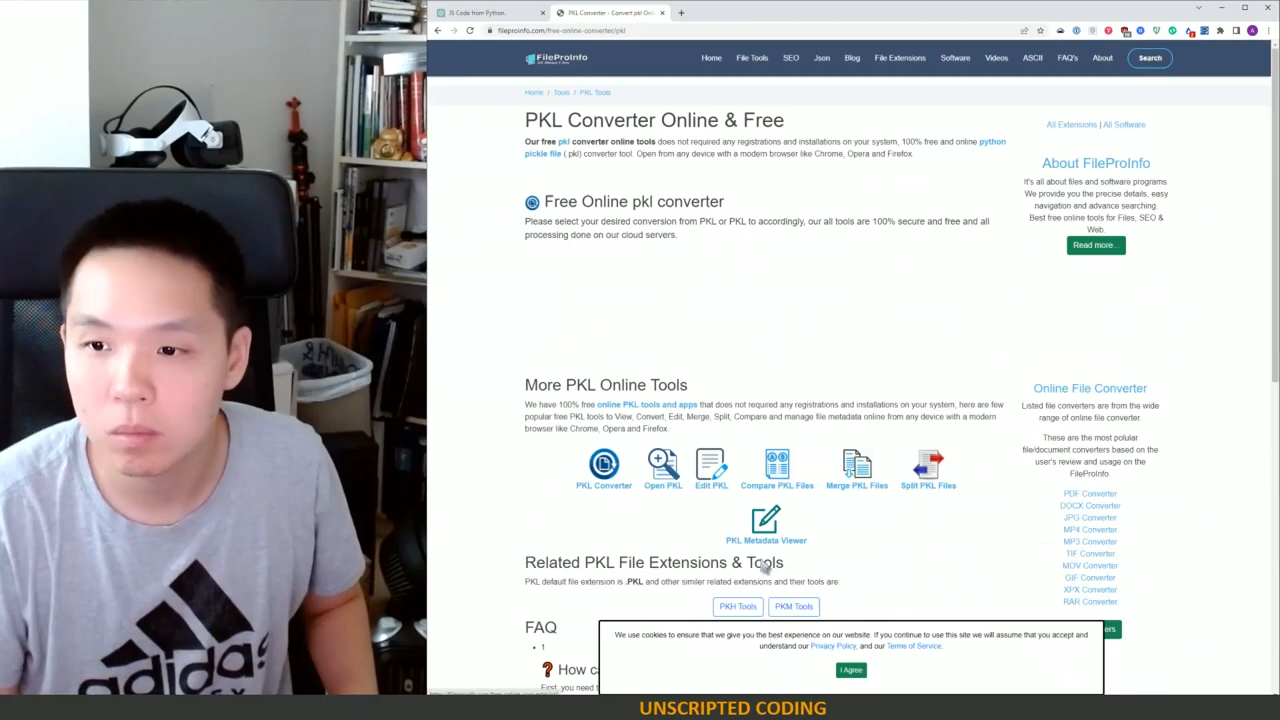 JS Code from Python.
PKL Converter - Convert pkl Onl
fileproinfo.com/free-online-converter/pkl
FileProInfo
Home File Tools SEO Json Blog File Extensions Software Videos ASCII FAQ's About Search
Home / Tools / PKL Tools
PKL Converter Online & Free
Our free pkl converter online tools does not required any registrations and installations on your system, 100% free and online python
pickle file (.pkl) converter tool. Open from any device with a modern browser like Chrome, Opera and Firefox.
Free Online pkl converter
Please select your desired conversion from PKL or PKL to accordingly, our all tools are 100% secure and free and all
processing done on our cloud servers.
More PKL Online Tools
We have 100% free online PKL tools and apps that does not required any registrations and installations on your system, here are few
popular free PKL tools to View, Convert, Edit, Merge, Split, Compare and manage file metadata online from any device with a modern
browser like Chrome, Opera and Firefox.
PKL Converter Open PKL Edit PKL Compare PKL Files Merge PKL Files Split PKL Files
PKL Metadata Viewer
Related PKL File Extensions & Tools
PKL default file extension is .PKL and other similer related extensions and their tools are
PKH Tools PKM Tools
FAQ
• 1
How c
First, you need t
All Extensions | All Software
About FileProInfo
It's all about files and software programs.
We provide you the precise details, easy
navigation and advance searching.
Best free online tools for Files, SEO &
Web.
Read more...
Online File Converter
Listed file converters are from the wide
range of online file converter.
These are the most polular
file/document converters based on the
user's review and usage on the
FileProInfo.
PDF Converter
DOCX Converter
JPG Converter
MP4 Converter
MP3 Converter
TIF Converter
MOV Converter
GIF Converter
XPX Converter
RAR Converter
ers
We use cookies to ensure that we give you the best experience on our website. If you continue to use this site we will assume that you accept and
understand our Privacy Policy, and our Terms of Service.
I Agree
adidas
UNSCRIPTED CODING